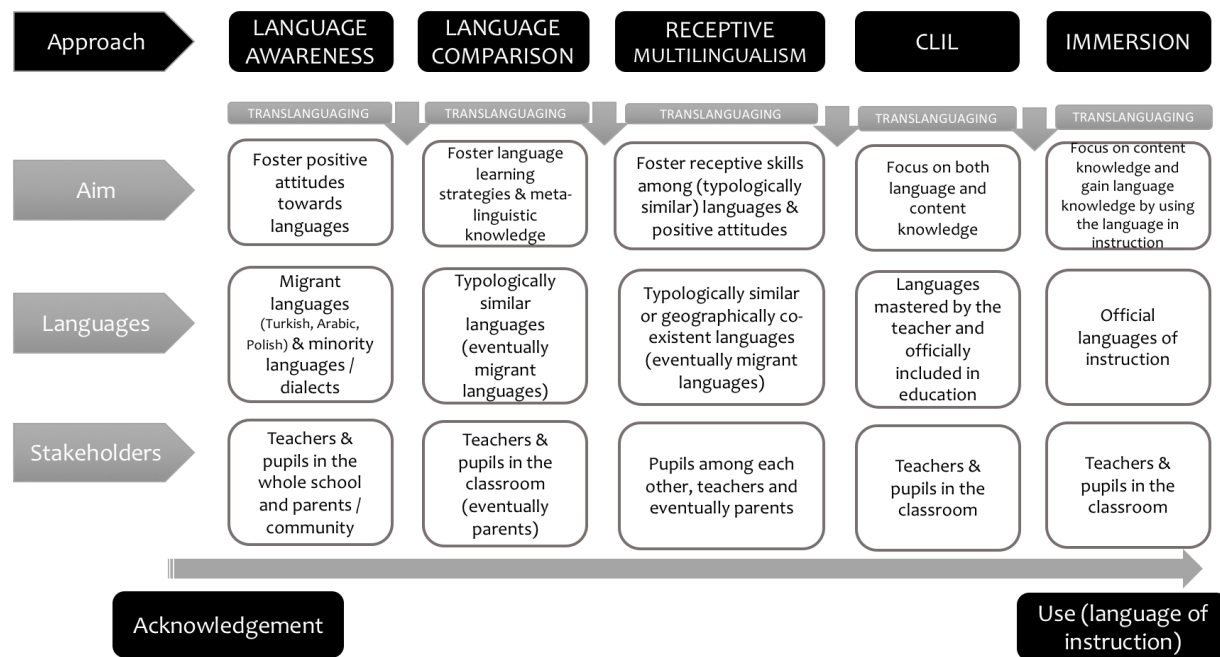 Approach
LANGUAGE
AWARENESS
LANGUAGE
COMPARISON
RECEPTIVE
MULTILINGUALISM
CLIL
IMMERSION
TRANSLANGUAGING
TRANSLANGUAGING
TRANSLANGUAGING
TRANSLANGUAGING
TRANSLANGUAGING
Aim
Foster positive
attitudes
towards
languages
Foster language
learning
strategies & meta-
linguistic
knowledge
Foster receptive skills
among (typologically
similar) languages &
positive attitudes
Focus on both
language and
content
knowledge
Focus on content
knowledge and
gain language
knowledge by using
the language in
instruction
Languages
Migrant
languages
(Turkish, Arabic,
Polish) & minority
languages /
dialects
Typologically
similar
languages
(eventually
migrant
languages)
Typologically similar
or geographically co-
existent languages
(eventually migrant
languages)
Languages
mastered by the
teacher and
officially
included in
education
Official
languages of
instruction
Stakeholders
Teachers &
pupils in the
whole school
and parents /
community
Teachers &
pupils in the
classroom
(eventually
parents)
Pupils among each
other, teachers and
eventually parents
Teachers &
pupils in the
classroom
Teachers &
pupils in the
classroom
Acknowledgement
Use (language of
instruction)